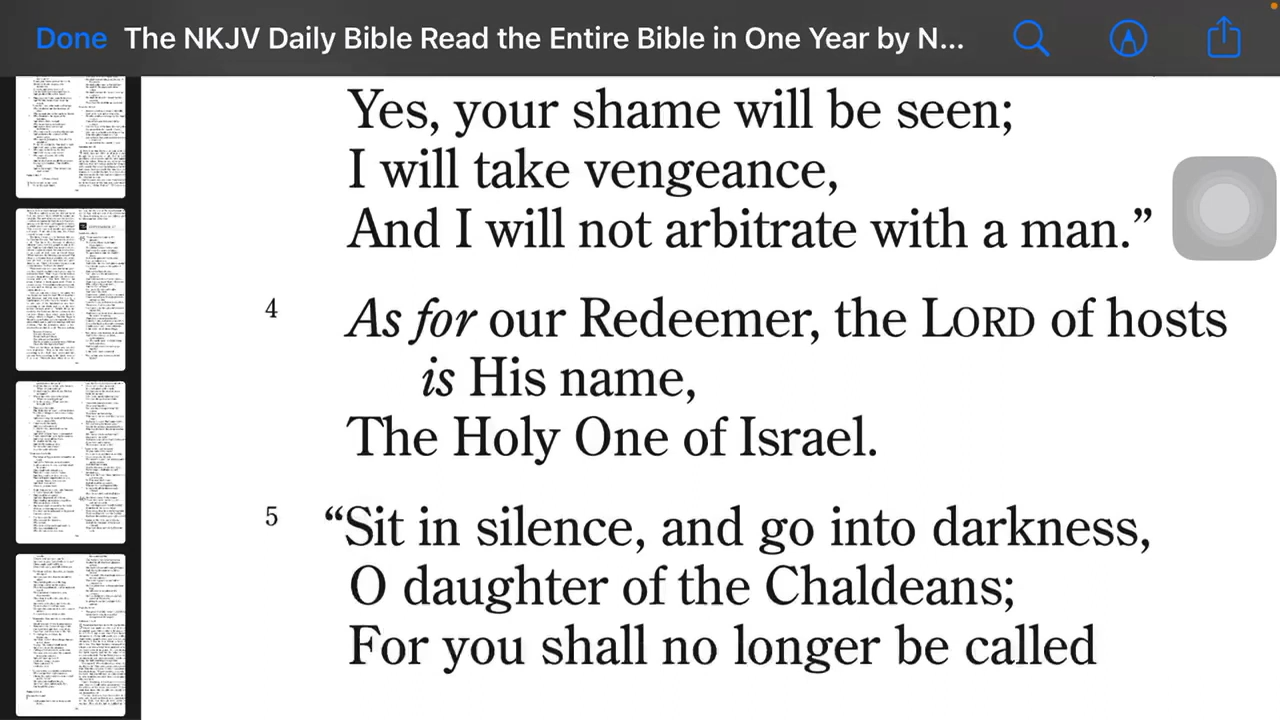 Done The NKJV Daily Bible Read the Entire Bible in One Year by N...
Yes, your shame will be seen;
I will take vengeance,
And I will not arbitrate with a man.”
4 As for our Redeemer, the LORD of hosts
is His name,
The Holy One of Israel.
5 “Sit in silence, and go into darkness,
O daughter of the Chaldeans;
For you shall no longer be called